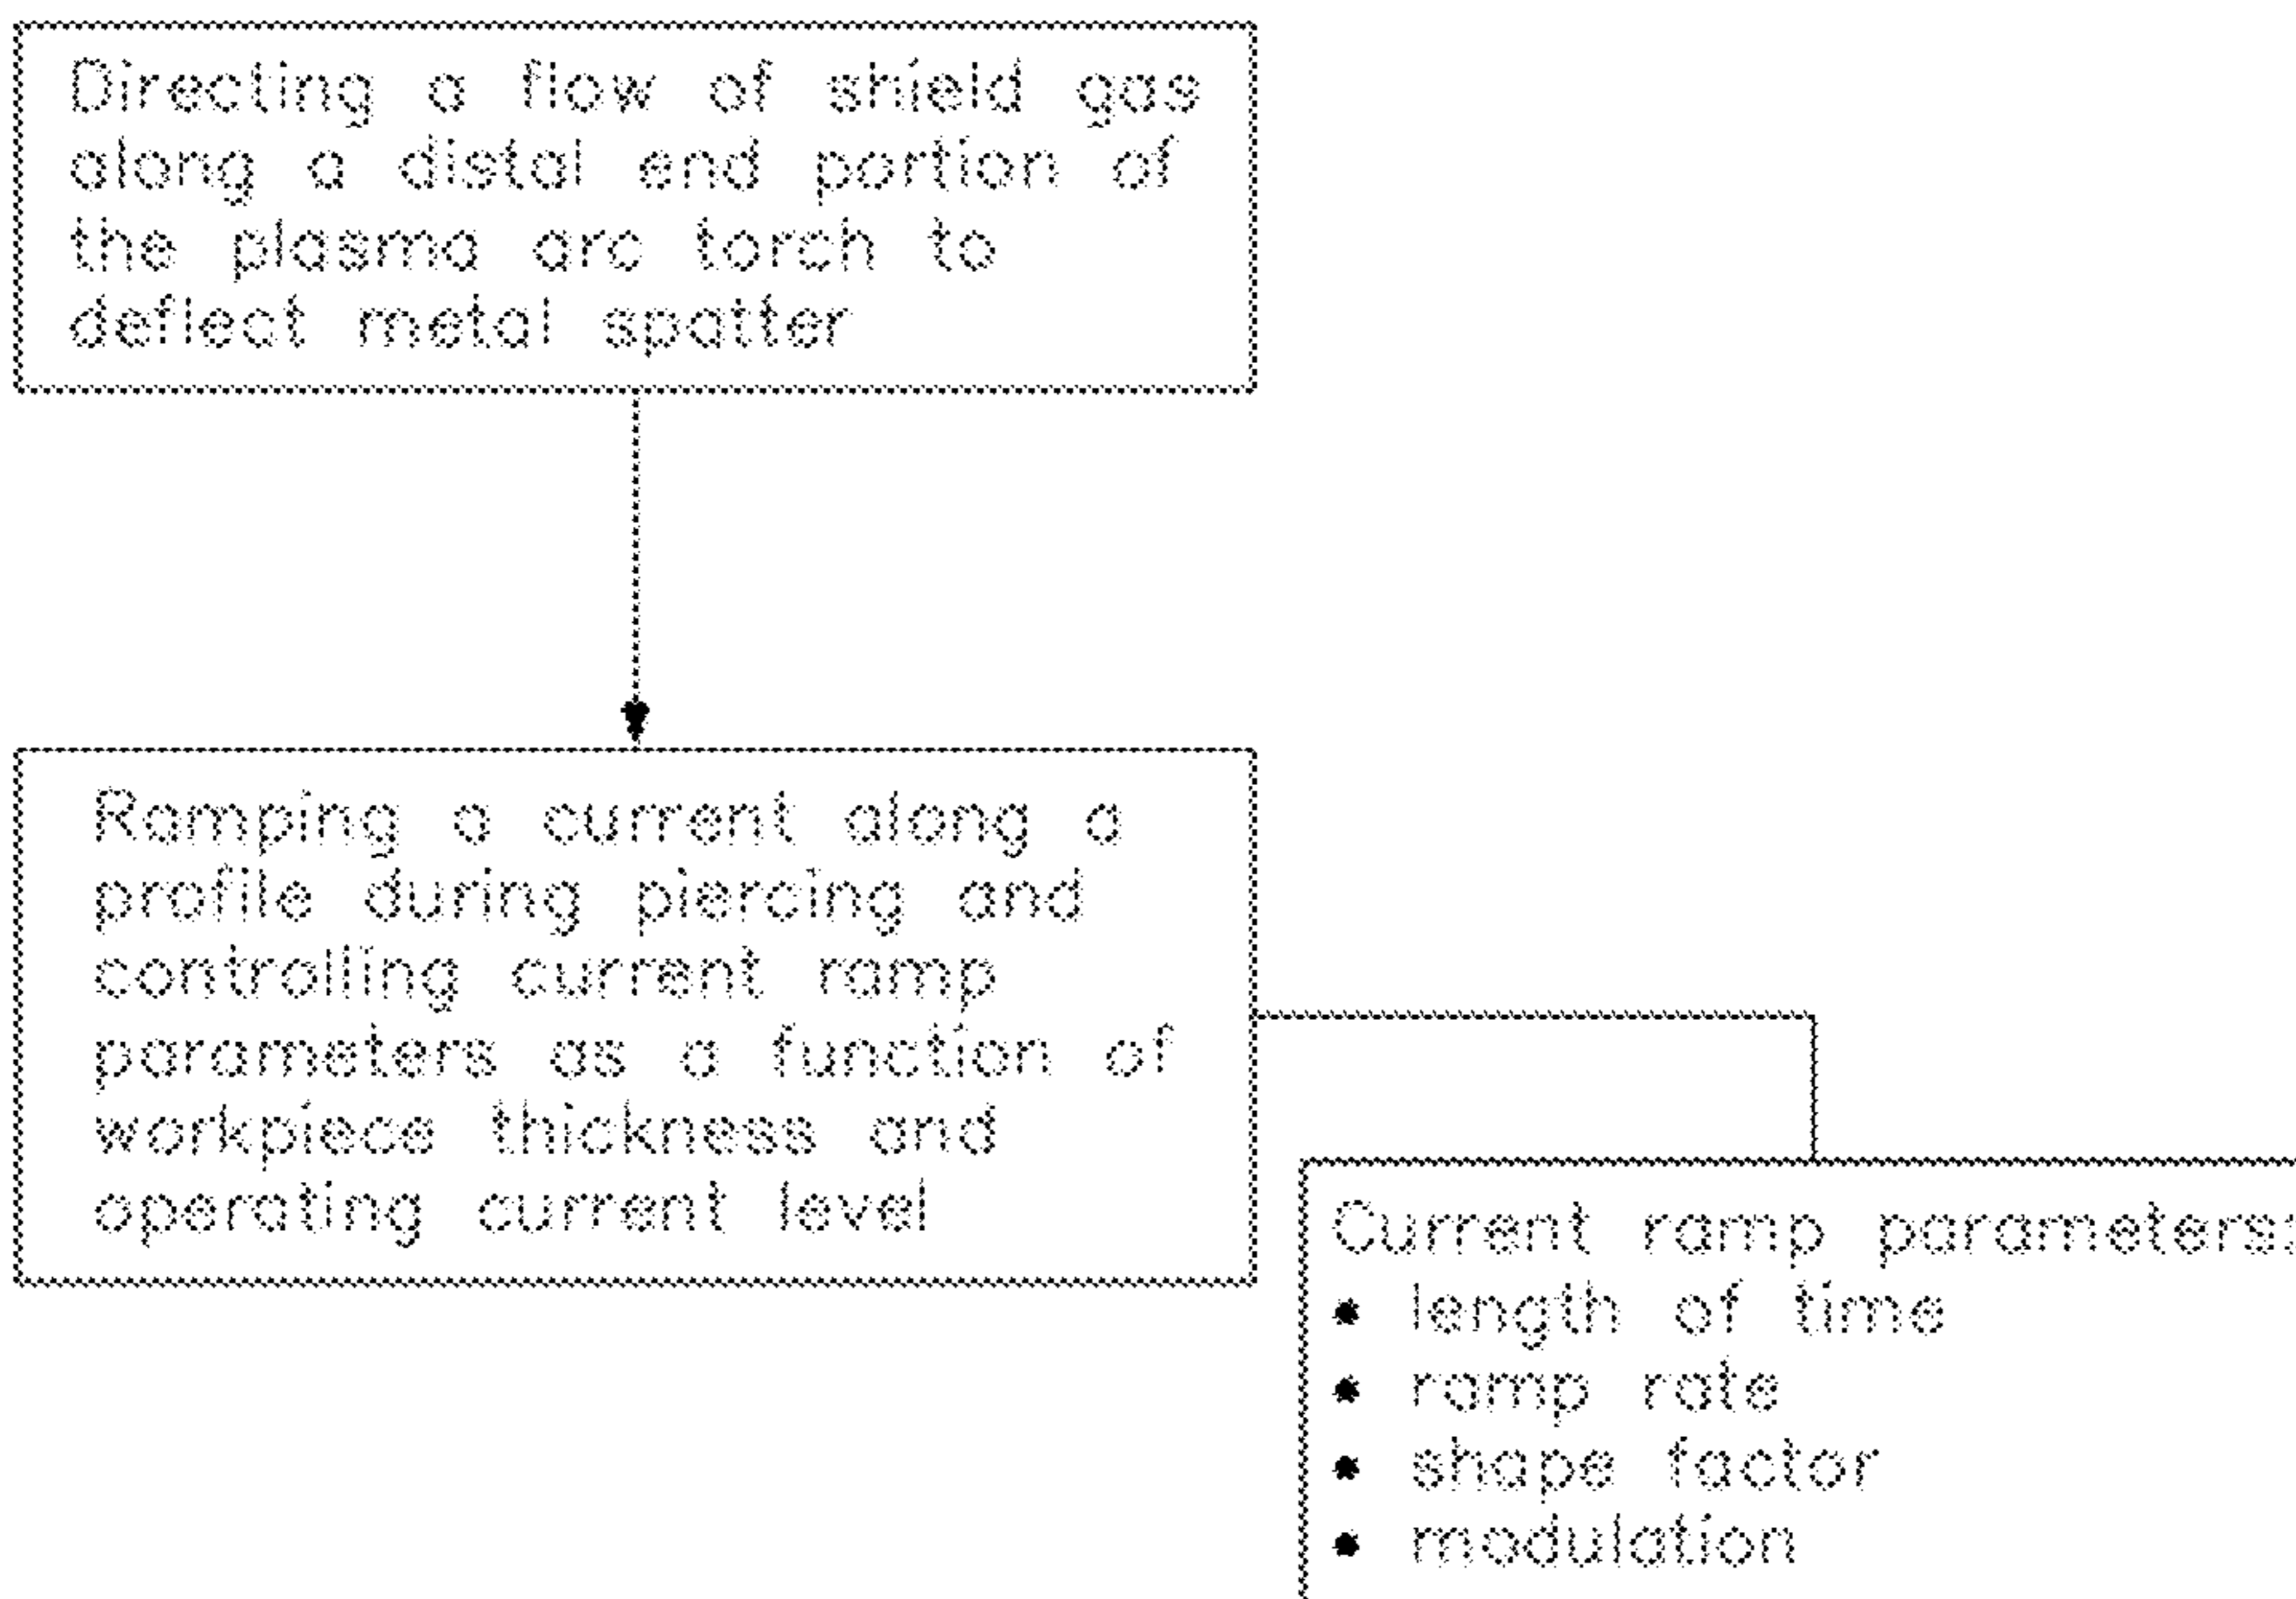 Directing a flow of shield gas
along a distal end portion of
the plasma arc torch to
deflect metal spatter
Ramping a current along a
profile during piercing and
controlling current ramp
parameters as a function of
workpiece thickness and
operating current level
Current ramp parameters:
• length of time
• ramp rate
• shape factor
• modulation